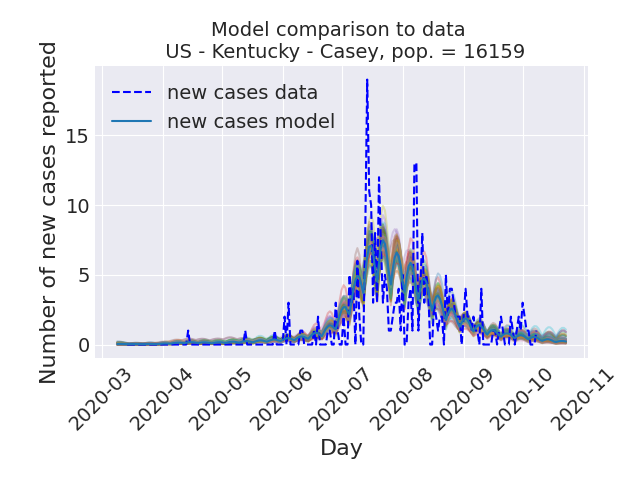 Model comparison to data
US - Kentucky - Casey, pop. = 16159
new cases data
new cases model
Number of new cases reported
15
10
5
0
2020-03
2020-04
2020-05
2020-06
2020-07
2020-08
2020-09
2020-10
2020-11
Day